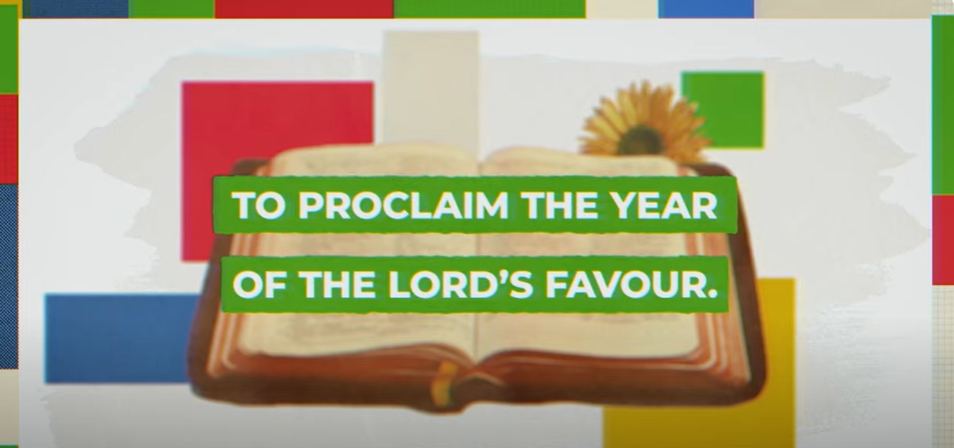 TO PROCLAIM THE YEAR
OF THE LORD’S FAVOUR.